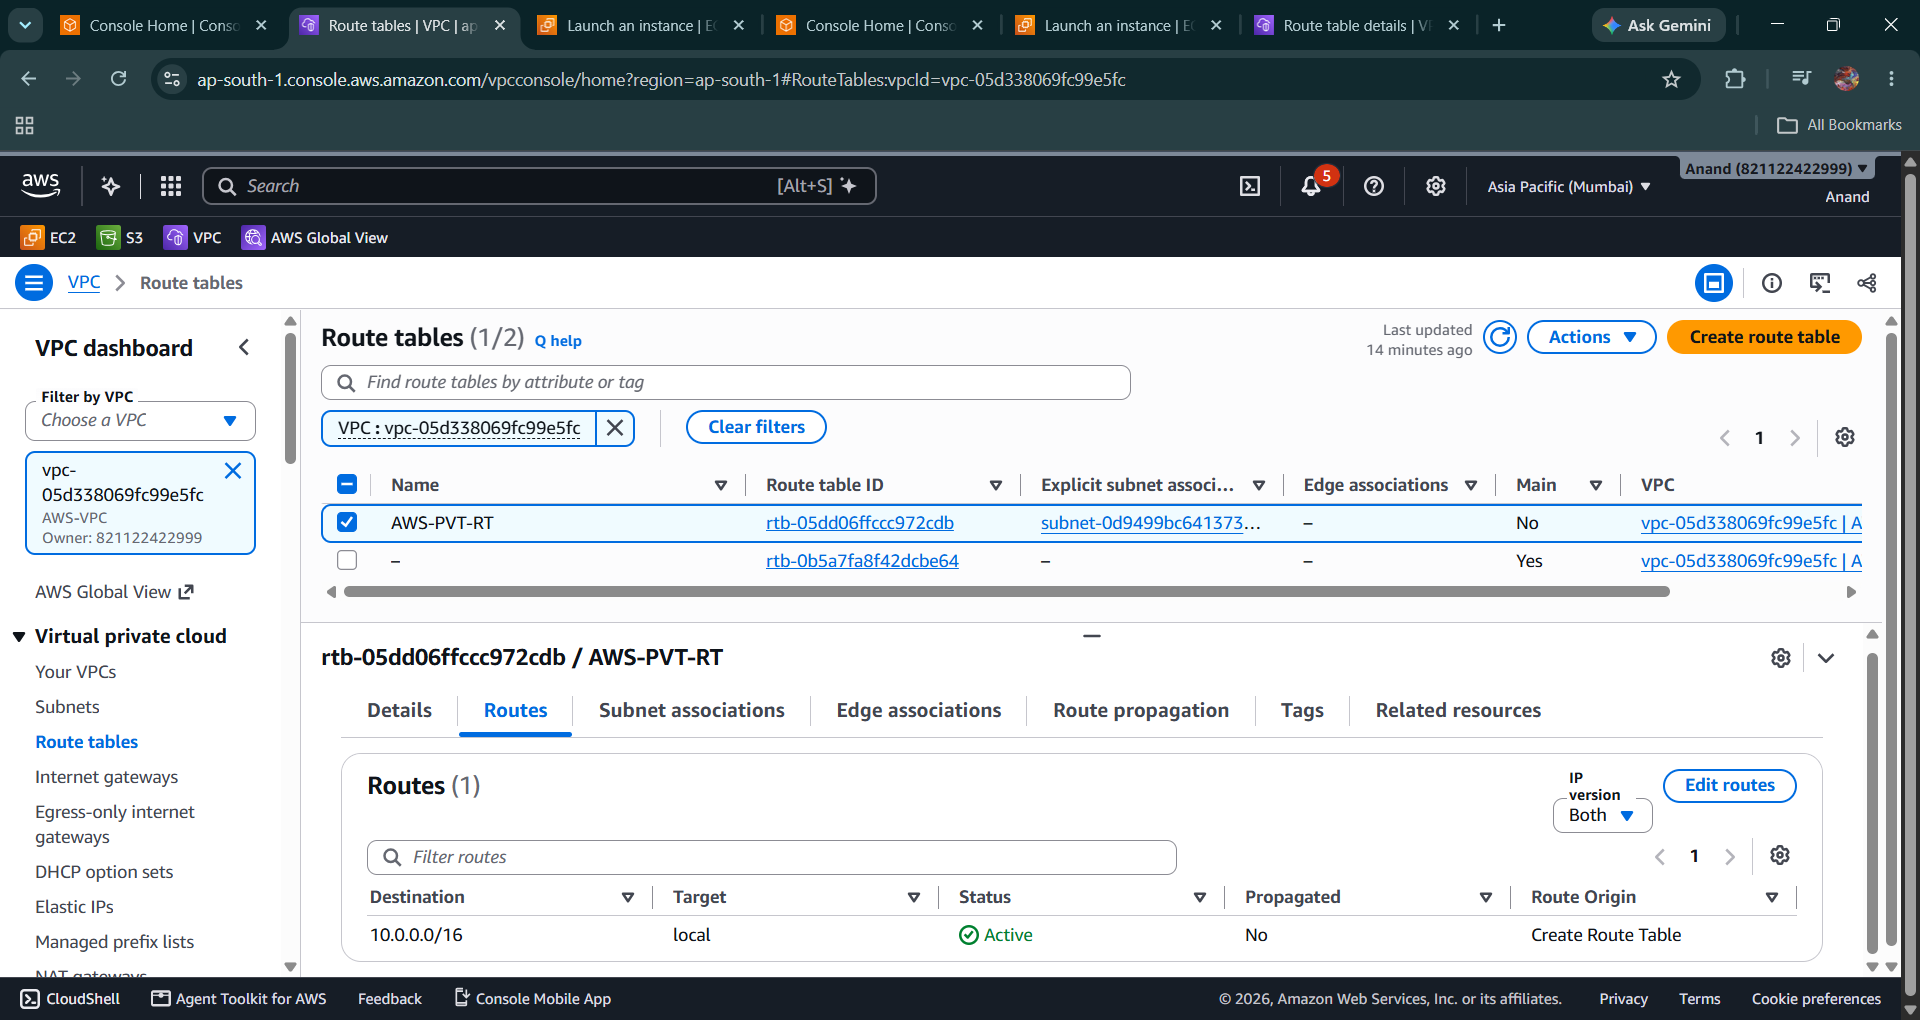 Console Home | Conso
Route tables | VPC | ap
Launch an instance | EC
Console Home | Conso
Launch an instance | EC
Route table details | VP
Ask Gemini
ap-south-1.console.aws.amazon.com/vpcconsole/home?region=ap-south-1#RouteTables:vpcId=vpc-05d338069fc99e5fc
All Bookmarks
aws
Search
[Alt+S]
5
Asia Pacific (Mumbai)
Anand (821122422999)
Anand
EC2
S3
VPC
AWS Global View
VPC
Route tables
VPC dashboard
Filter by VPC
Choose a VPC
vpc-
05d338069fc99e5fc
AWS-VPC
Owner: 821122422999
AWS Global View
Virtual private cloud
Your VPCs
Subnets
Route tables
Internet gateways
Egress-only internet
gateways
DHCP option sets
Elastic IPs
Managed prefix lists
NAT gateways
Route tables (1/2) Q help
Last updated
14 minutes ago
Actions
Create route table
Find route tables by attribute or tag
VPC : vpc-05d338069fc99e5fc
Clear filters
1
Name Route table ID Explicit subnet associ... Edge associations Main VPC
AWS-PVT-RT rtb-05dd06ffccc972cdb subnet-0d9499bc641373... – No vpc-05d338069fc99e5fc | A
– rtb-0b5a7fa8f42dcbe64 – – Yes vpc-05d338069fc99e5fc | A
rtb-05dd06ffccc972cdb / AWS-PVT-RT
Details Routes Subnet associations Edge associations Route propagation Tags Related resources
Routes (1)
IP
version
Both
Edit routes
Filter routes
1
Destination Target Status Propagated Route Origin
10.0.0.0/16 local Active No Create Route Table
CloudShell
Agent Toolkit for AWS
Feedback
Console Mobile App
© 2026, Amazon Web Services, Inc. or its affiliates.
Privacy
Terms
Cookie preferences